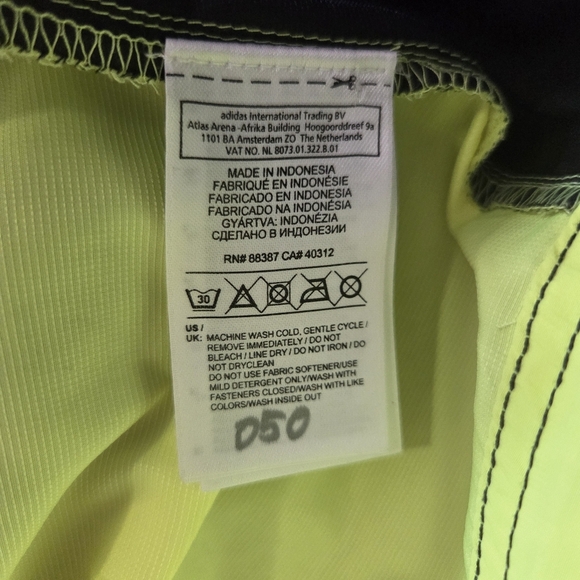 adidas International Trading BV
Atlas Arena -Afrika Building Hoogoorddreef 9a
1101 BA Amsterdam ZO The Netherlands
VAT NO. NL 8073.01.322.8.01
MADE IN INDONESIA
FABRIQUÉ EN INDONÉSIE
FABRICADO EN INDONESIA
FABRICADO NA INDONÉSIA
GYÁRTVA: INDONÉZIA
СДЕЛАНО В ИНДОНЕЗИИ
RN# 88387 CA# 40312
30
US /
UK: MACHINE WASH COLD, GENTLE CYCLE /
REMOVE IMMEDIATELY / DO NOT
BLEACH / LINE DRY / DO NOT IRON / DO
NOT DRYCLEAN
DO NOT USE FABRIC SOFTENER/USE
MILD DETERGENT ONLY/WASH WITH
FASTENERS CLOSED/WASH WITH LIKE
COLORS/WASH INSIDE OUT
D50